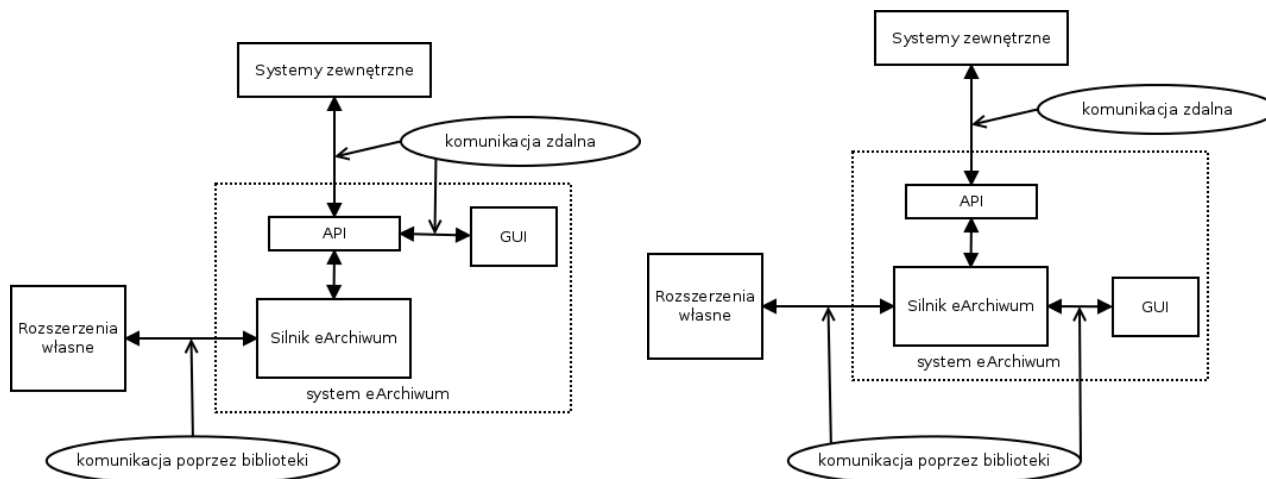 Systemy zewnętrzne
komunikacja zdalna
API
GUI
Rozszerzenia
własne
Silnik eArchiwum
system eArchiwum
komunikacja poprzez biblioteki
Systemy zewnętrzne
komunikacja zdalna
API
Rozszerzenia
własne
Silnik eArchiwum
GUI
system eArchiwum
komunikacja poprzez biblioteki